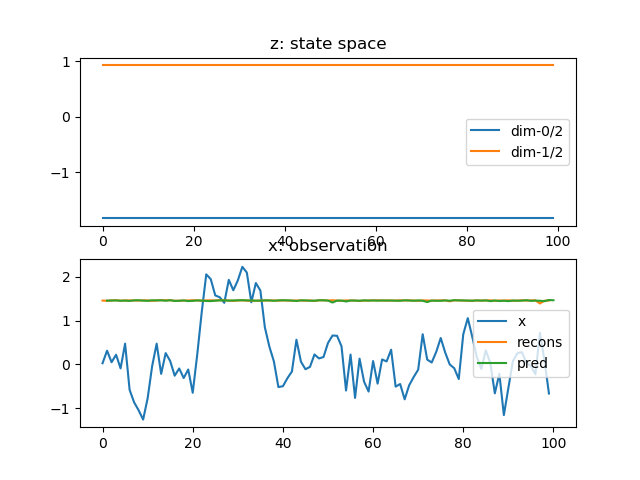 z: state space
1
0
−1
dim-0/2
dim-1/2
0 20 40 60 80 100
x: observation
2
1
0
−1
x
recons
pred
0 20 40 60 80 100